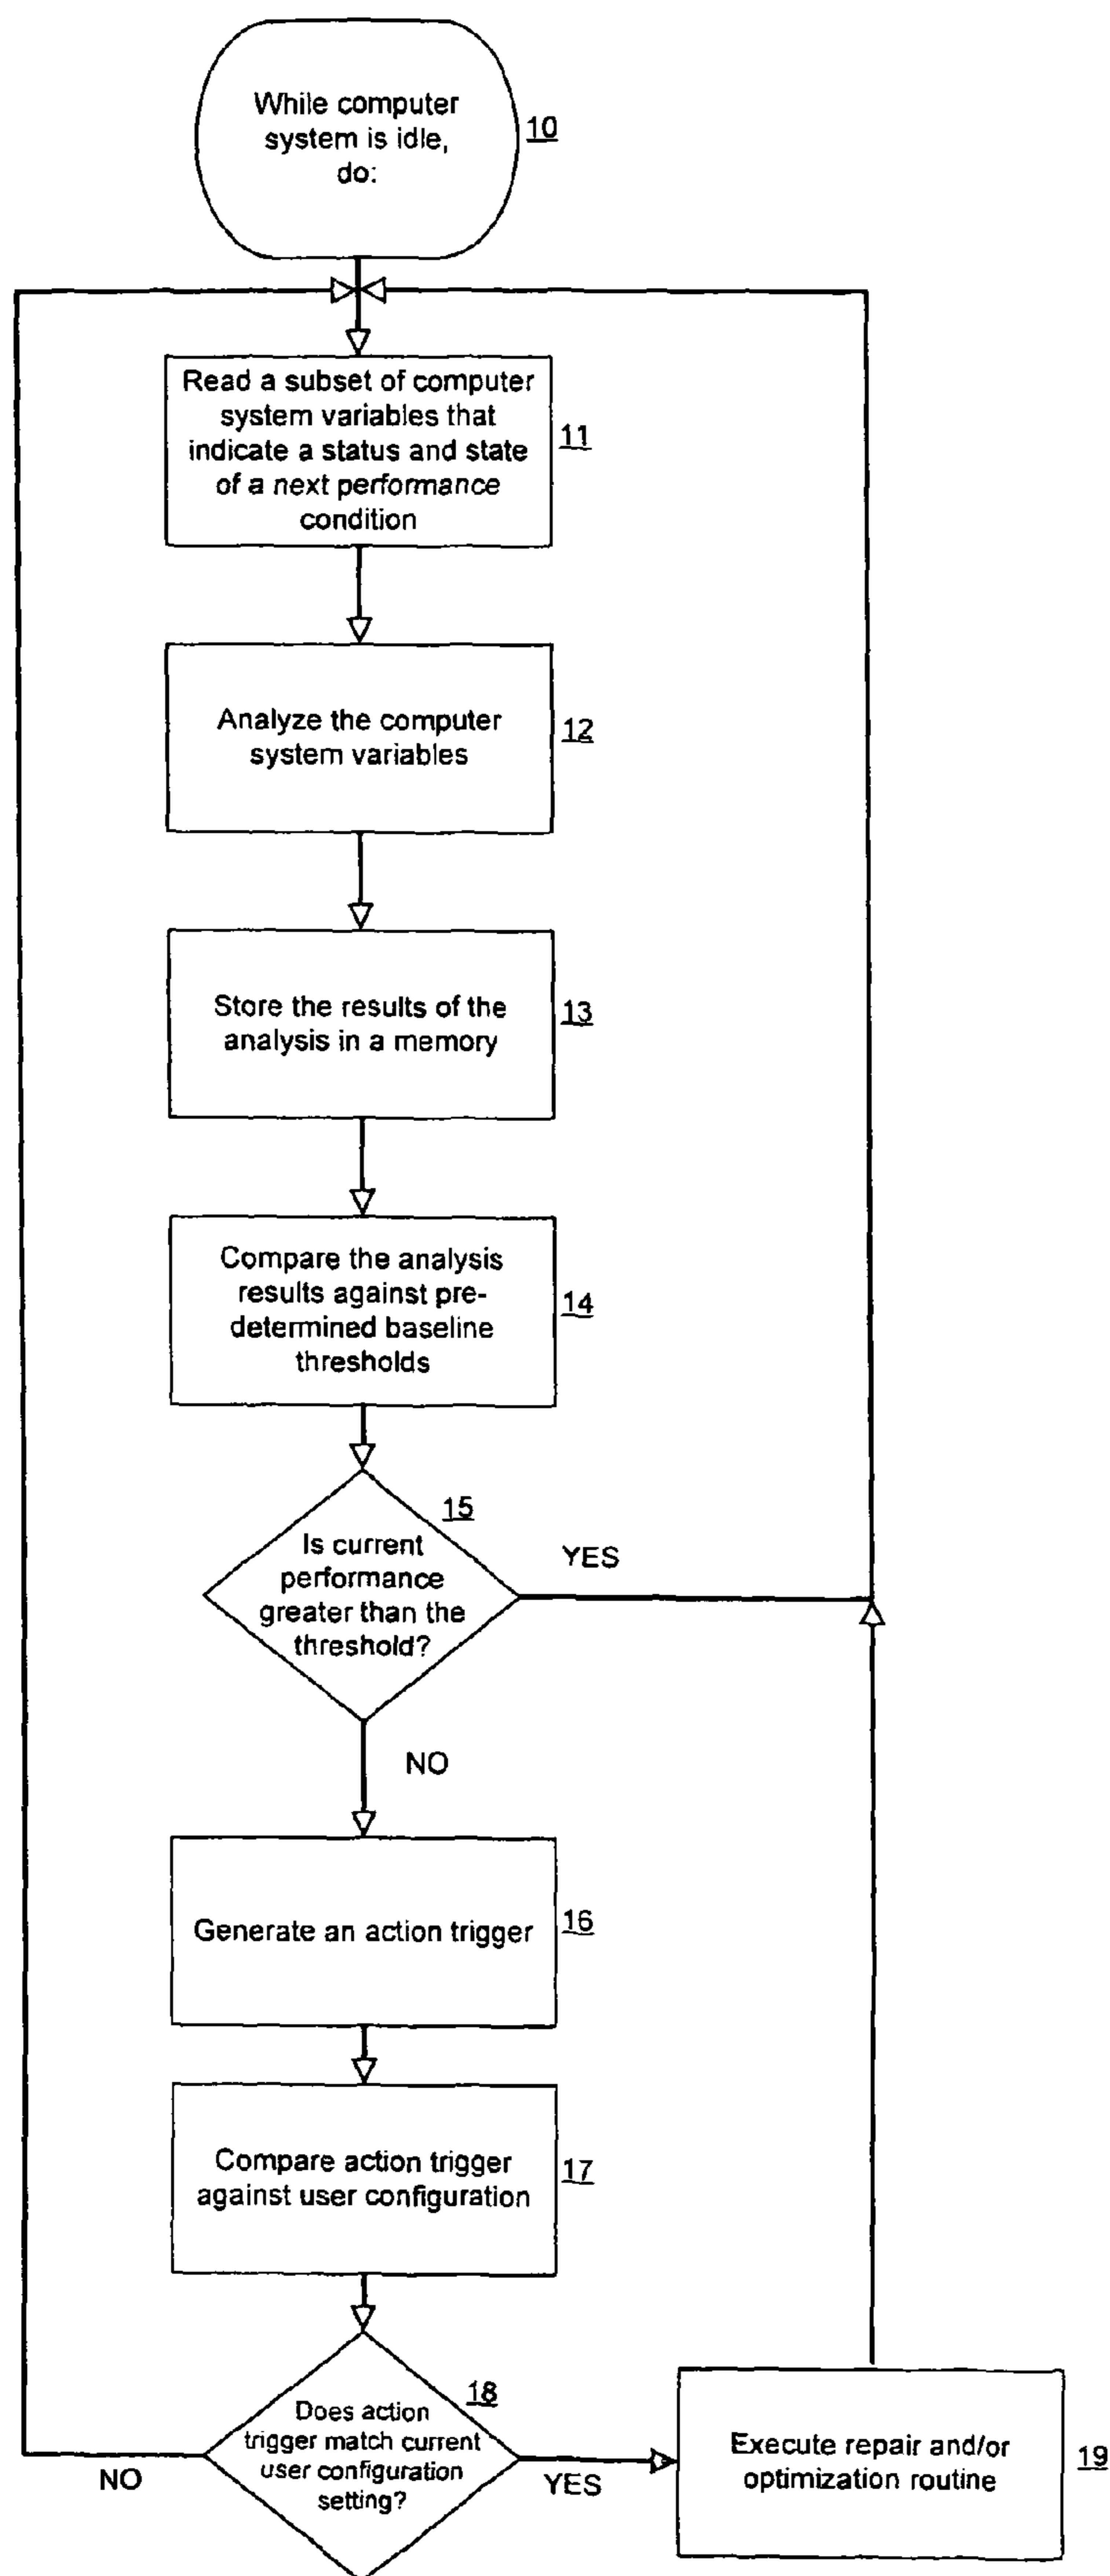 While computer
system is idle,
do:
10
Read a subset of computer
system variables that
indicate a status and state
of a next performance
condition
11
Analyze the computer
system variables
12
Store the results of the
analysis in a memory
13
Compare the analysis
results against pre-
determined baseline
thresholds
14
15
Is current
performance
greater than the
threshold?
YES
NO
Generate an action trigger
16
Compare action trigger
against user configuration
17
18
Does action
trigger match current
user configuration
setting?
NO
YES
Execute repair and/or
optimization routine
19